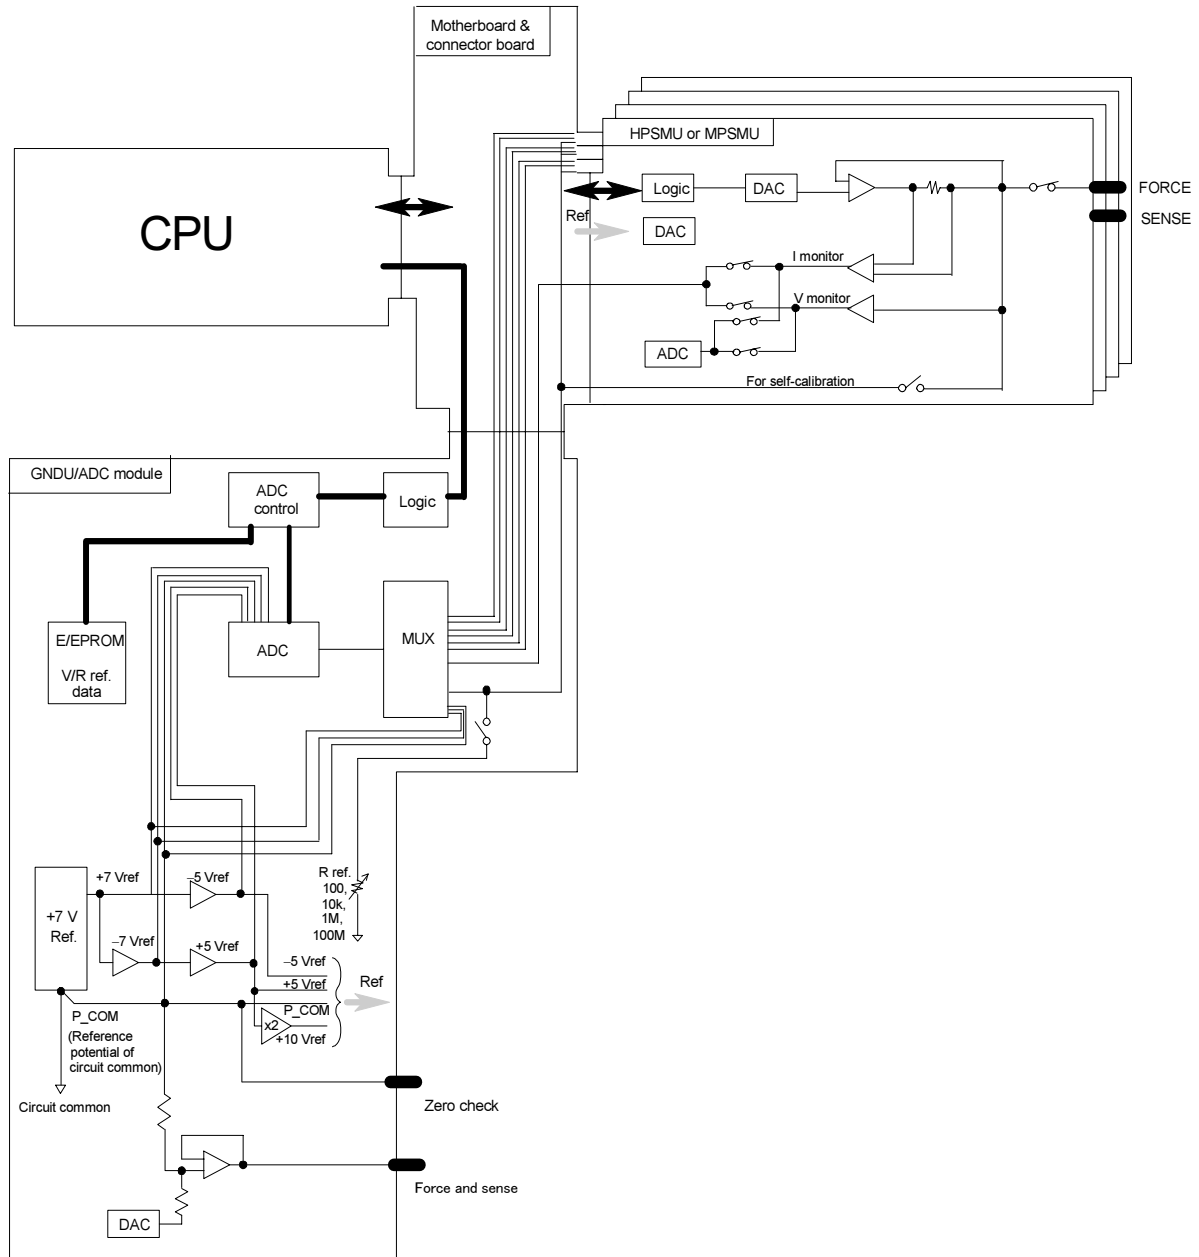 Motherboard &
connector board
CPU
HPSMU or MPSMU
Logic
DAC
FORCE
SENSE
Ref
DAC
I monitor
V monitor
ADC
For self-calibration
GNDU/ADC module
ADC
control
Logic
E/EPROM
V/R ref.
data
ADC
MUX
+7 V
Ref.
+7 Vref
–5 Vref
–7 Vref
+5 Vref
R ref.
100,
10k,
1M,
100M
–5 Vref
+5 Vref
P_COM
x2
+10 Vref
Ref
P_COM
(Reference
potential of
circuit common)
Circuit common
Zero check
Force and sense
DAC